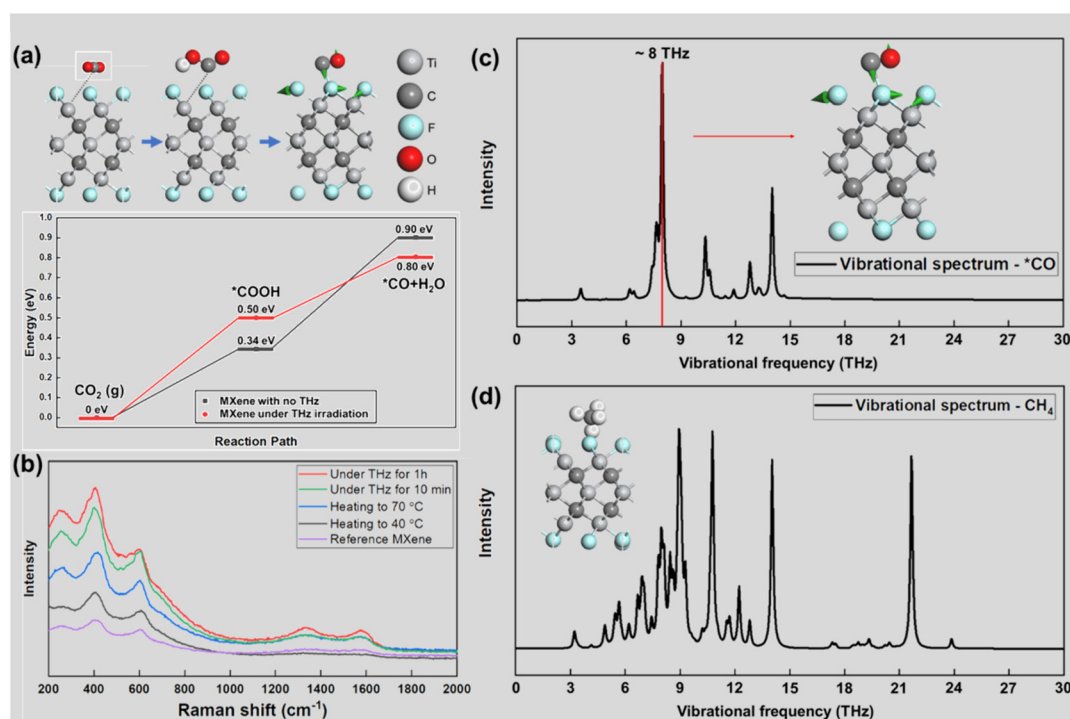 (a)
Ti
C
F
O
H
1.0
0.9
0.8
0.7
0.6
0.5
0.4
0.3
0.2
0.1
0.0
Energy (eV)
0.90 eV
0.80 eV
*CO+H₂O
*COOH
0.50 eV
0.34 eV
CO₂ (g)
0 eV
MXene with no THz
MXene under THz irradiation
Reaction Path
(b)
Intensity
Under THz for 1h
Under THz for 10 min
Heating to 70 °C
Heating to 40 °C
Reference MXene
200 400 600 800 1000 1200 1400 1600 1800 2000
Raman shift (cm⁻¹)
(c)
~ 8 THz
Intensity
Vibrational spectrum - *CO
0 3 6 9 12 15 18 21 24 27 30
Vibrational frequency (THz)
(d)
Vibrational spectrum - CH₄
Intensity
0 3 6 9 12 15 18 21 24 27 30
Vibrational frequency (THz)